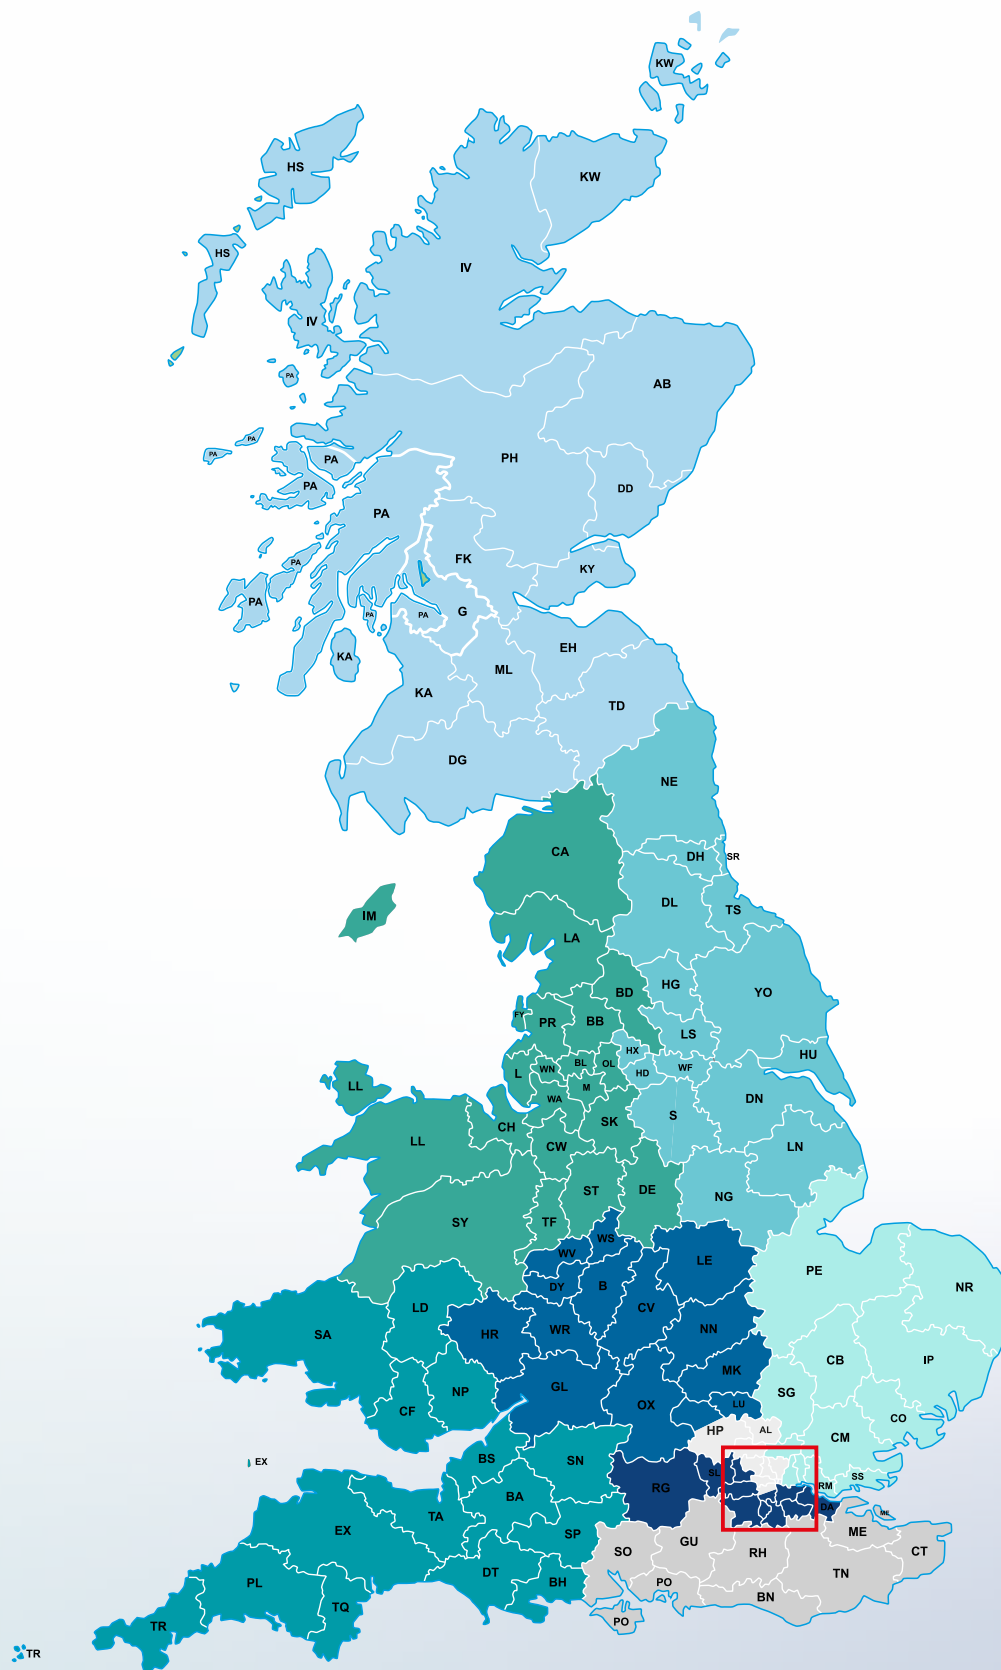 KW
HS
KW
HS
IV
IV
PA
AB
PA
PA
PA
PH
PA
DD
PA
FK
PA
KY
PA
PA
PA
G
EH
KA
ML
KA
TD
DG
NE
CA
DH
SR
DL
IM
TS
LA
HG
BD
YO
FY
PR
BB
LS
HX
HU
BL
OL
WN
WF
L
HD
LL
M
WA
DN
S
SK
CH
LL
CW
LN
ST
DE
NG
SY
TF
WS
WV
LE
PE
DY
B
NR
LD
CV
WR
NN
SA
HR
CB
IP
MK
GL
NP
SG
LU
OX
CF
CO
HP
AL
CM
BS
SN
EX
SL
SS
RM
RG
BA
DA
ME
TA
EX
SP
ME
GU
SO
RH
CT
DT
TN
PL
BH
PO
BN
TQ
PO
TR
TR